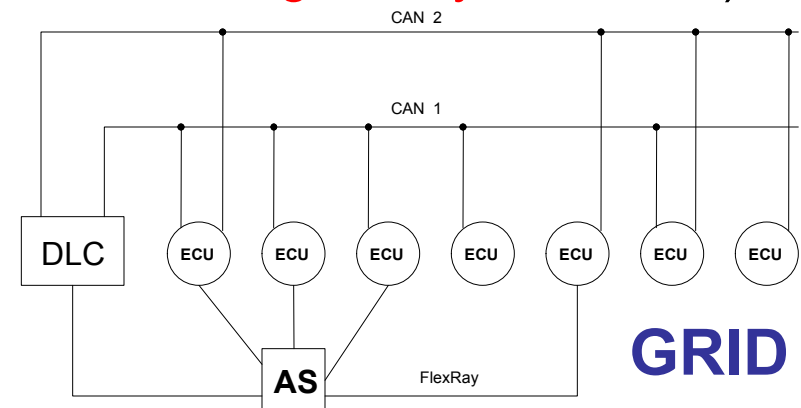 CAN 2
CAN 1
DLC ECU ECU ECU ECU ECU ECU ECU
GRID
AS FlexRay